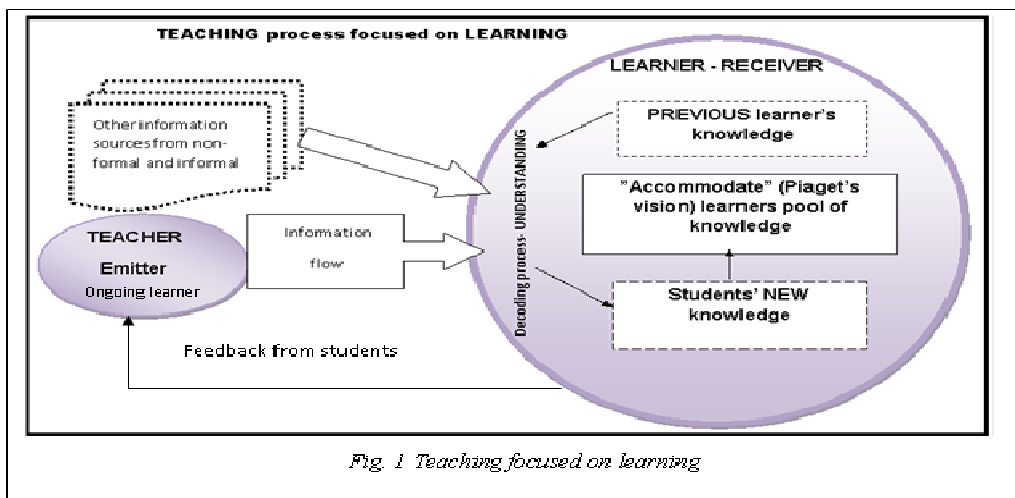 TEACHING process focused on LEARNING
LEARNER - RECEIVER
Other information
sources from non-
formal and informal
TEACHER
Emitter
Ongoing learner
Information
flow
Decoding process- UNDERSTANDING
PREVIOUS learner's
knowledge
"Accommodate" (Piaget's
vision) learners pool of
knowledge
Students' NEW
knowledge
Feedback from students
Fig. 1 Teaching focused on learning